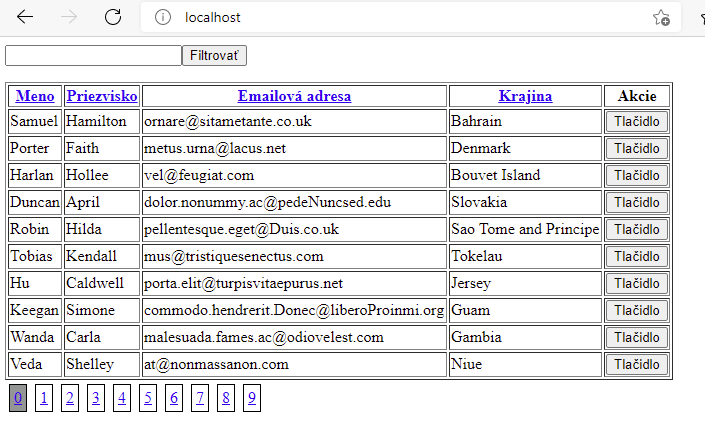 localhost
Filtrovať
Meno Priezvisko Emailová adresa Krajina Akcie
Samuel Hamilton ornare@sitametante.co.uk Bahrain Tlačidlo
Porter Faith metus.urna@lacus.net Denmark Tlačidlo
Harlan Hollee vel@feugiat.com Bouvet Island Tlačidlo
Duncan April dolor.nonummy.ac@pedeNuncsed.edu Slovakia Tlačidlo
Robin Hilda pellentesque.eget@Duis.co.uk Sao Tome and Principe Tlačidlo
Tobias Kendall mus@tristiquesenectus.com Tokelau Tlačidlo
Hu Caldwell porta.elit@turpisvitaepurus.net Jersey Tlačidlo
Keegan Simone commodo.hendrerit.Donec@liberoProinmi.org Guam Tlačidlo
Wanda Carla malesuada.fames.ac@odiovelest.com Gambia Tlačidlo
Veda Shelley at@nonmassanon.com Niue Tlačidlo
0 1 2 3 4 5 6 7 8 9